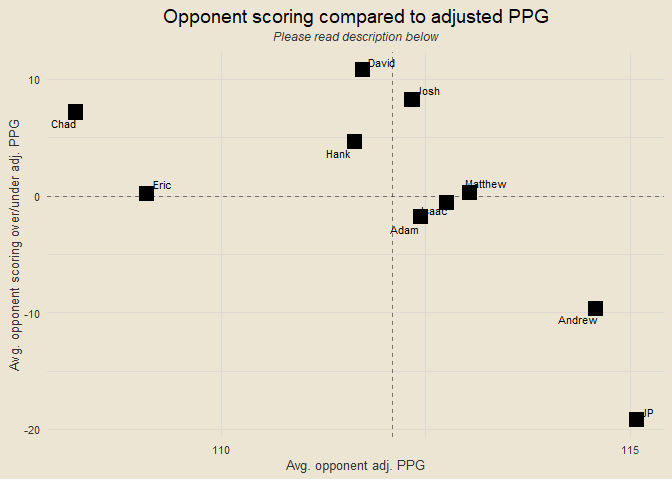 Opponent scoring compared to adjusted PPG
Please read description below
David
Josh
10
Chad
Hank
Eric
Matthew
0
Isaac
Adam
-10
Andrew
JP
-20
110
115
Avg. opponent adj. PPG
Avg. opponent scoring over/under adj. PPG